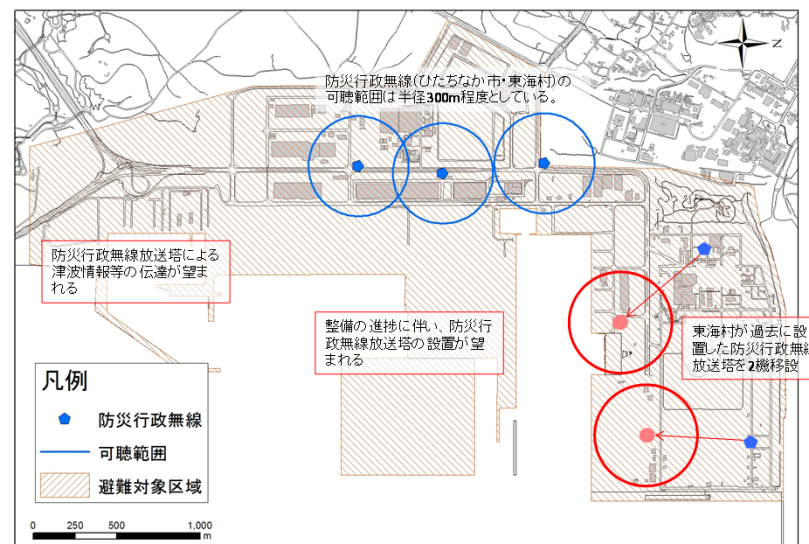 N
防災行政無線(ひたちなか市・東海村)の
可聴範囲は半径300m程度としている。
防災行政無線放送塔による
津波情報等の伝達が望ま
れる
整備の進捗に伴い、防災行
政無線放送塔の設置が望
まれる
東海村が過去に設
置した防災行政無線
放送塔を2機移設
凡例
防災行政無線
可聴範囲
避難対象区域
0 250 500 1,000
m